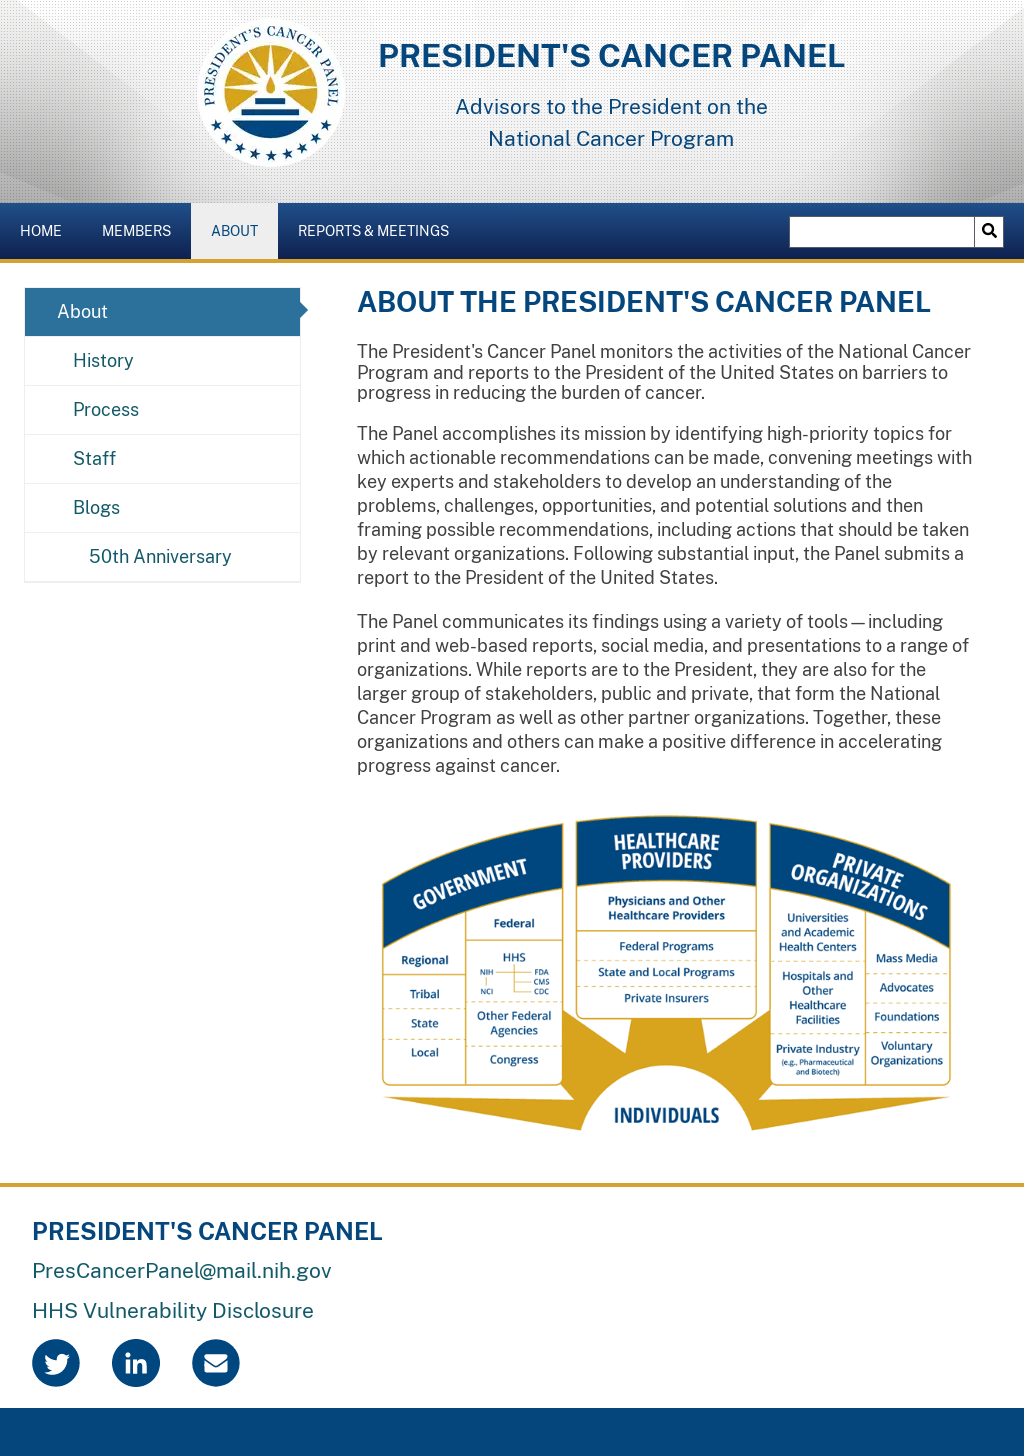 PRESIDENT'S CANCER PANEL
PRESIDENT'S CANCER PANEL
Advisors to the President on the
National Cancer Program
HOME MEMBERS ABOUT REPORTS & MEETINGS
About
History
Process
Staff
Blogs
50th Anniversary
ABOUT THE PRESIDENT'S CANCER PANEL
The President's Cancer Panel monitors the activities of the National Cancer
Program and reports to the President of the United States on barriers to
progress in reducing the burden of cancer.
The Panel accomplishes its mission by identifying high-priority topics for
which actionable recommendations can be made, convening meetings with
key experts and stakeholders to develop an understanding of the
problems, challenges, opportunities, and potential solutions and then
framing possible recommendations, including actions that should be taken
by relevant organizations. Following substantial input, the Panel submits a
report to the President of the United States.
The Panel communicates its findings using a variety of tools—including
print and web-based reports, social media, and presentations to a range of
organizations. While reports are to the President, they are also for the
larger group of stakeholders, public and private, that form the National
Cancer Program as well as other partner organizations. Together, these
organizations and others can make a positive difference in accelerating
progress against cancer.
GOVERNMENT
Regional
Tribal
State
Local
Federal
HHS
NIH
NCI
FDA
CMS
CDC
Other Federal
Agencies
Congress
HEALTHCARE
PROVIDERS
Physicians and Other
Healthcare Providers
Federal Programs
State and Local Programs
Private Insurers
PRIVATE
ORGANIZATIONS
Universities
and Academic
Health Centers
Hospitals and
Other
Healthcare
Facilities
Private Industry
(e.g., Pharmaceutical
and Biotech)
Mass Media
Advocates
Foundations
Voluntary
Organizations
INDIVIDUALS
PRESIDENT'S CANCER PANEL
PresCancerPanel@mail.nih.gov
HHS Vulnerability Disclosure
in